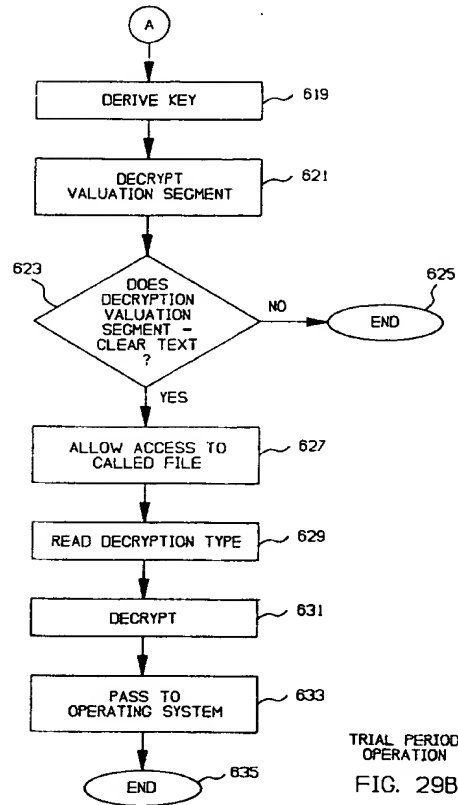 A
DERIVE KEY
619
DECRYPT
VALUATION SEGMENT
621
623
DOES
DECRYPTION
VALUATION
SEGMENT -
CLEAR TEXT
?
NO
625
END
YES
ALLOW ACCESS TO
CALLED FILE
627
READ DECRYPTION TYPE
629
DECRYPT
631
PASS TO
OPERATING SYSTEM
633
END
635
TRIAL PERIOD
OPERATION
FIG. 29B